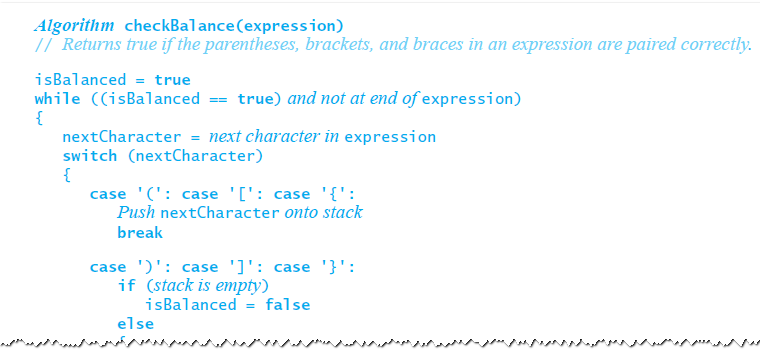 Algorithm checkBalance(expression)
// Returns true if the parentheses, brackets, and braces in an expression are paired correctly.
isBalanced = true
while ((isBalanced == true) and not at end of expression)
{
nextCharacter = next character in expression
switch (nextCharacter)
{
case '(': case '[': case '{':
Push nextCharacter onto stack
break
case ')': case ']': case '}':
if (stack is empty)
isBalanced = false
else
{